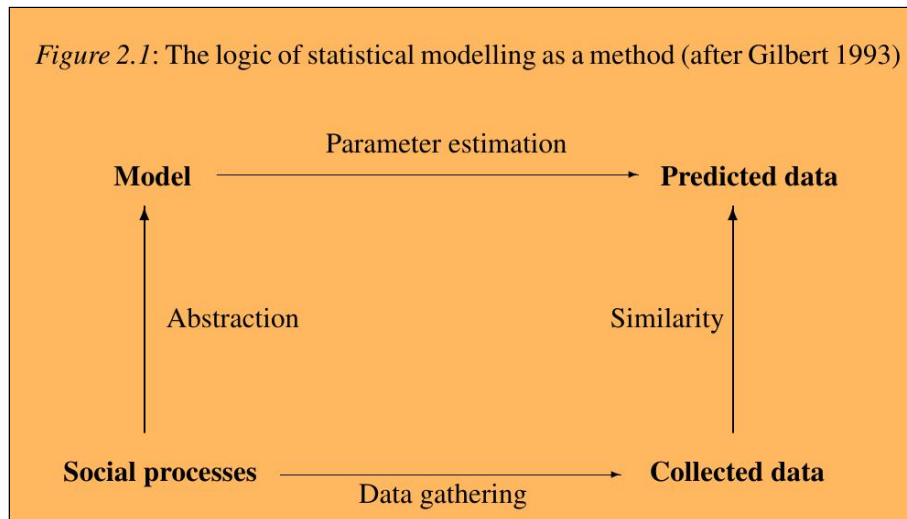 Figure 2.1: The logic of statistical modelling as a method (after Gilbert 1993)
Parameter estimation
Model
Predicted data
Abstraction
Similarity
Social processes
Collected data
Data gathering